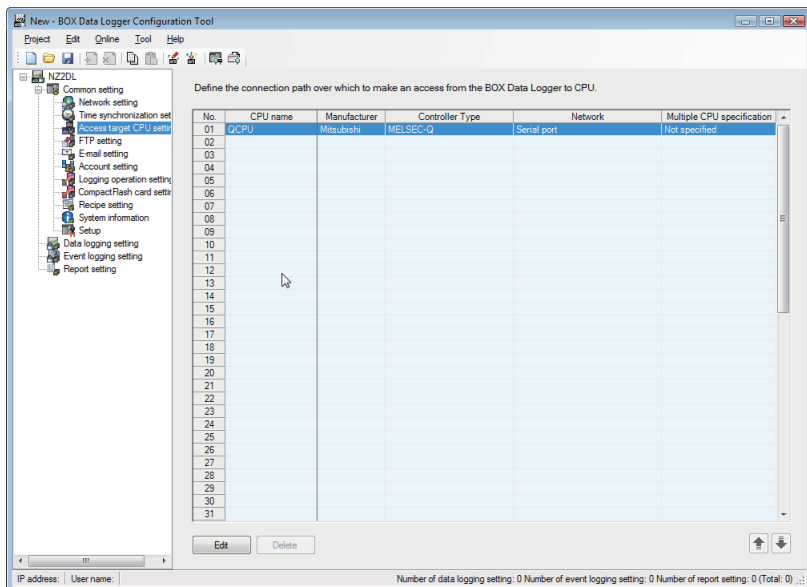 New - BOX Data Logger Configuration Tool
Project Edit Online Tool Help
NZ2DL
Common setting
Network setting
Time synchronization set
Access target CPU settin
FTP setting
E-mail setting
Account setting
Logging operation setting
CompactFlash card settin
Recipe setting
System information
Setup
Data logging setting
Event logging setting
Report setting
Define the connection path over which to make an access from the BOX Data Logger to CPU.
No. CPU name Manufacturer Controller Type Network Multiple CPU specification
01 QCPU Mitsubishi MELSEC-Q Serial port Not specified
02
03
04
05
06
07
08
09
10
11
12
13
14
15
16
17
18
19
20
21
22
23
24
25
26
27
28
29
30
31
Edit Delete
IP address: User name: Number of data logging setting: 0 Number of event logging setting: 0 Number of report setting: 0 (Total: 0)